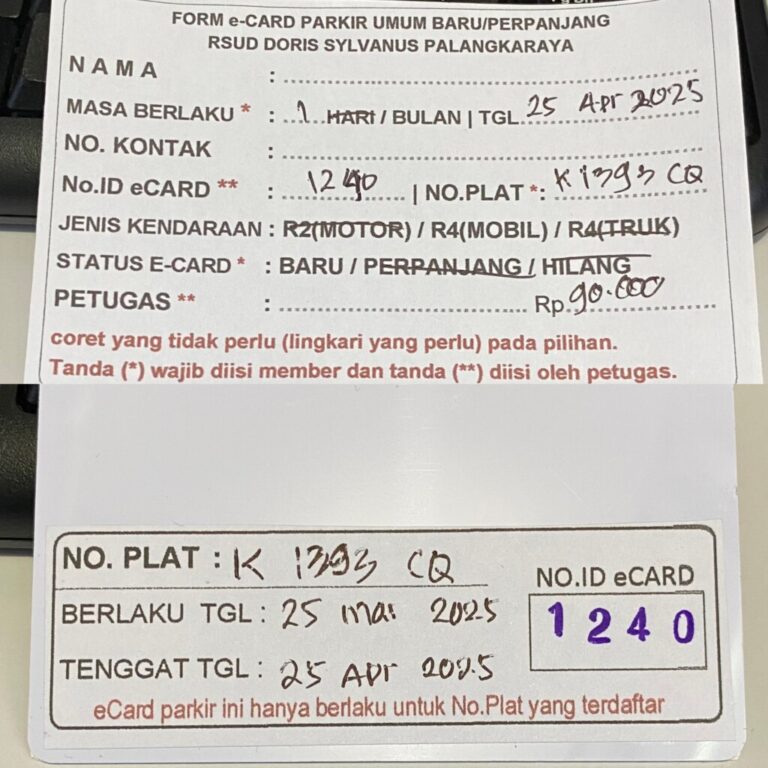 FORM e-CARD PARKIR UMUM BARU/PERPANJANG
RSUD DORIS SYLVANUS PALANGKARAYA
N A M A :
MASA BERLAKU * : 1 HARI / BULAN | TGL 25 Apr 2025
NO. KONTAK :
No.ID eCARD ** : 1240 | NO.PLAT *: K 1393 CQ
JENIS KENDARAAN : R2(MOTOR) / R4(MOBIL) / R4(TRUK)
STATUS E-CARD * : BARU / PERPANJANG / HILANG
PETUGAS ** : Rp. 90.000
coret yang tidak perlu (lingkari yang perlu) pada pilihan.
Tanda (*) wajib diisi member dan tanda (**) diisi oleh petugas.
NO. PLAT : K 1393 CQ
BERLAKU TGL : 25 mar 2025
TENGGAT TGL : 25 Apr 2025
NO.ID eCARD
1240
eCard parkir ini hanya berlaku untuk No.Plat yang terdaftar